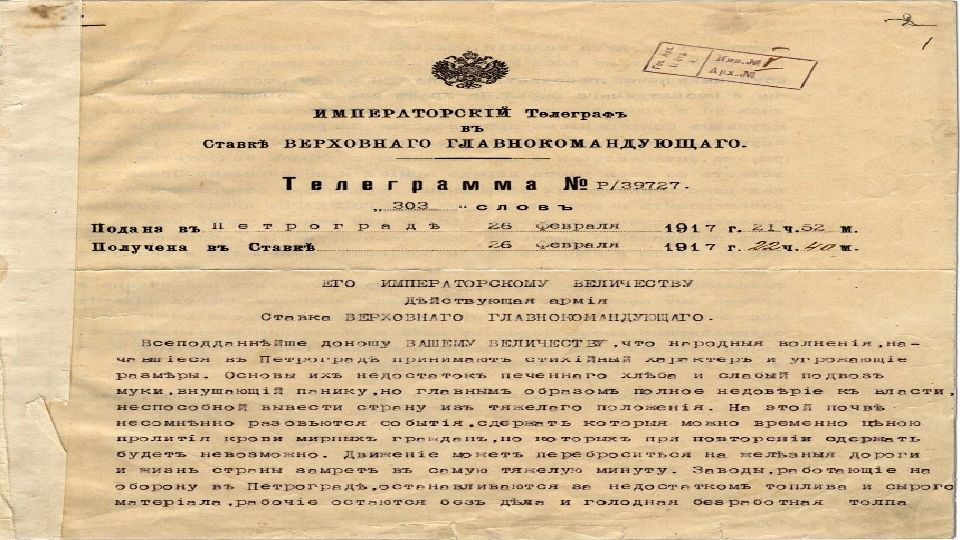 Инв.№
Арх.№
ИМПЕРАТОРСКІЙ Телеграфъ
въ
Ставкѣ ВЕРХОВНАГО ГЛАВНОКОМАНДУЮЩАГО.
Телеграмма № Р/39727.
„303 “ словъ
Подана въ Петроградѣ 26 февраля 1917 г. 21 ч. 52 м.
Получена въ Ставкѣ 26 февраля 1917 г. 22 ч. 40 м.
ЕГО ИМПЕРАТОРСКОМУ ВЕЛИЧЕСТВУ
Дѣйствующая армія
Ставка ВЕРХОВНАГО ГЛАВНОКОМАНДУЮЩАГО.
Всеподданнѣйше доношу ВАШЕМУ ВЕЛИЧЕСТВУ,что народныя волненія,на-
чавшіеся въ Петроградѣ принимаютъ стихійный характеръ и угрожающіе
размѣры. Основы ихъ недостатокъ печеннаго хлѣба и слабый подвозъ
муки,внушающій панику,но главнымъ образомъ полное недовѣріе къ власти,
неспособной вывести страну изъ тяжелаго положенія. На этой почвѣ
несомнѣнно разовьются событія,сдержать которыя можно временно цѣною
пролитія крови мирныхъ гражданъ,но которыхъ при повтореніи сдержать
будетъ невозможно. Движеніе можетъ переброситься на желѣзныя дороги
и жизнь страны замретъ въ самую тяжелую минуту. Заводы,работающіе на
оборону въ Петроградѣ,останавливаются за недостаткомъ топлива и сырого
матеріала,рабочіе остаются безъ дѣла и голодная безработная толпа